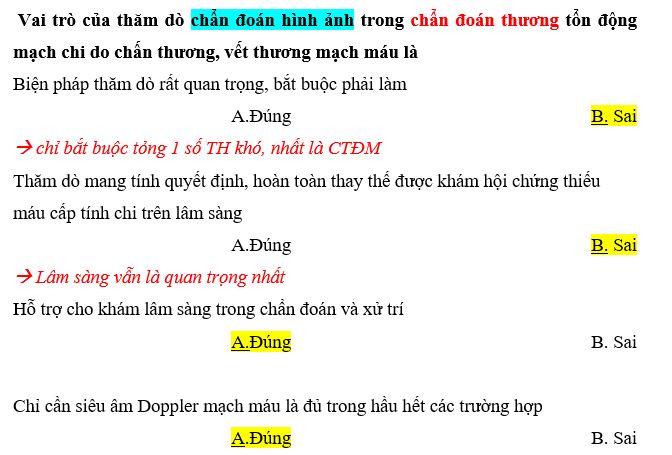 Vai trò của thăm dò chẩn đoán hình ảnh trong chẩn đoán thương tổn động
mạch chi do chấn thương, vết thương mạch máu là
Biện pháp thăm dò rất quan trọng, bắt buộc phải làm
A.Đúng B. Sai
→ chỉ bắt buộc tỏng 1 số TH khó, nhất là CTĐM
Thăm dò mang tính quyết định, hoàn toàn thay thế được khám hội chứng thiếu
máu cấp tính chi trên lâm sàng
A.Đúng B. Sai
→ Lâm sàng vẫn là quan trọng nhất
Hỗ trợ cho khám lâm sàng trong chẩn đoán và xử trí
A.Đúng B. Sai
Chỉ cần siêu âm Doppler mạch máu là đủ trong hầu hết các trường hợp
A.Đúng B. Sai